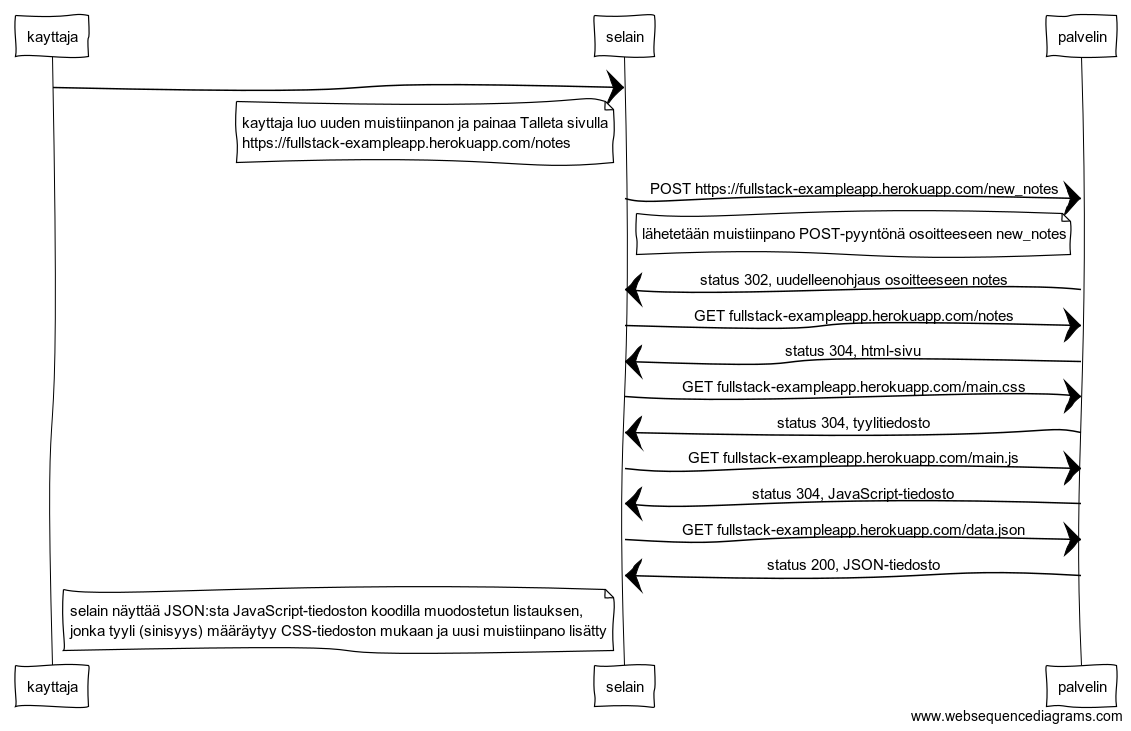 kayttaja
selain
palvelin
kayttaja luo uuden muistiinpanon ja painaa Talleta sivulla
https://fullstack-exampleapp.herokuapp.com/notes
POST https://fullstack-exampleapp.herokuapp.com/new_notes
lähetetään muistiinpano POST-pyyntönä osoitteeseen new_notes
status 302, uudelleenohjaus osoitteeseen notes
GET fullstack-exampleapp.herokuapp.com/notes
status 304, html-sivu
GET fullstack-exampleapp.herokuapp.com/main.css
status 304, tyylitiedosto
GET fullstack-exampleapp.herokuapp.com/main.js
status 304, JavaScript-tiedosto
GET fullstack-exampleapp.herokuapp.com/data.json
status 200, JSON-tiedosto
selain näyttää JSON:sta JavaScript-tiedoston koodilla muodostetun listauksen,
jonka tyyli (sinisyys) määräytyy CSS-tiedoston mukaan ja uusi muistiinpano lisätty
kayttaja
selain
palvelin
www.websequencediagrams.com